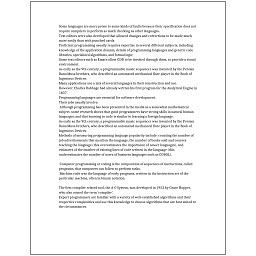 Some languages are more prone to some kinds of faults because their specification does not
require compilers to perform as much checking as other languages.
Text editors were also developed that allowed changes and corrections to be made much
more easily than with punched cards.
Proficient programming usually requires expertise in several different subjects, including
knowledge of the application domain, details of programming languages and generic code
libraries, specialized algorithms, and formal logic.
Some text editors such as Emacs allow GDB to be invoked through them, to provide a visual
environment.
As early as the 9th century, a programmable music sequencer was invented by the Persian
Banu Musa brothers, who described an automated mechanical flute player in the Book of
Ingenious Devices.
Many applications use a mix of several languages in their construction and use.
However, Charles Babbage had already written his first program for the Analytical Engine in
1837.
Programming languages are essential for software development.
Their jobs usually involve:
Although programming has been presented in the media as a somewhat mathematical
subject, some research shows that good programmers have strong skills in natural human
languages, and that learning to code is similar to learning a foreign language.
As early as the 9th century, a programmable music sequencer was invented by the Persian
Banu Musa brothers, who described an automated mechanical flute player in the Book of
Ingenious Devices.
Methods of measuring programming language popularity include: counting the number of
job advertisements that mention the language, the number of books sold and courses
teaching the language (this overestimates the importance of newer languages), and
estimates of the number of existing lines of code written in the language (this
underestimates the number of users of business languages such as COBOL).
Computer programming or coding is the composition of sequences of instructions, called
programs, that computers can follow to perform tasks.
Machine code was the language of early programs, written in the instruction set of the
particular machine, often in binary notation.
The first compiler related tool, the A-0 System, was developed in 1952 by Grace Hopper,
who also coined the term 'compiler'.
Expert programmers are familiar with a variety of well-established algorithms and their
respective complexities and use this knowledge to choose algorithms that are best suited to
the circumstances.